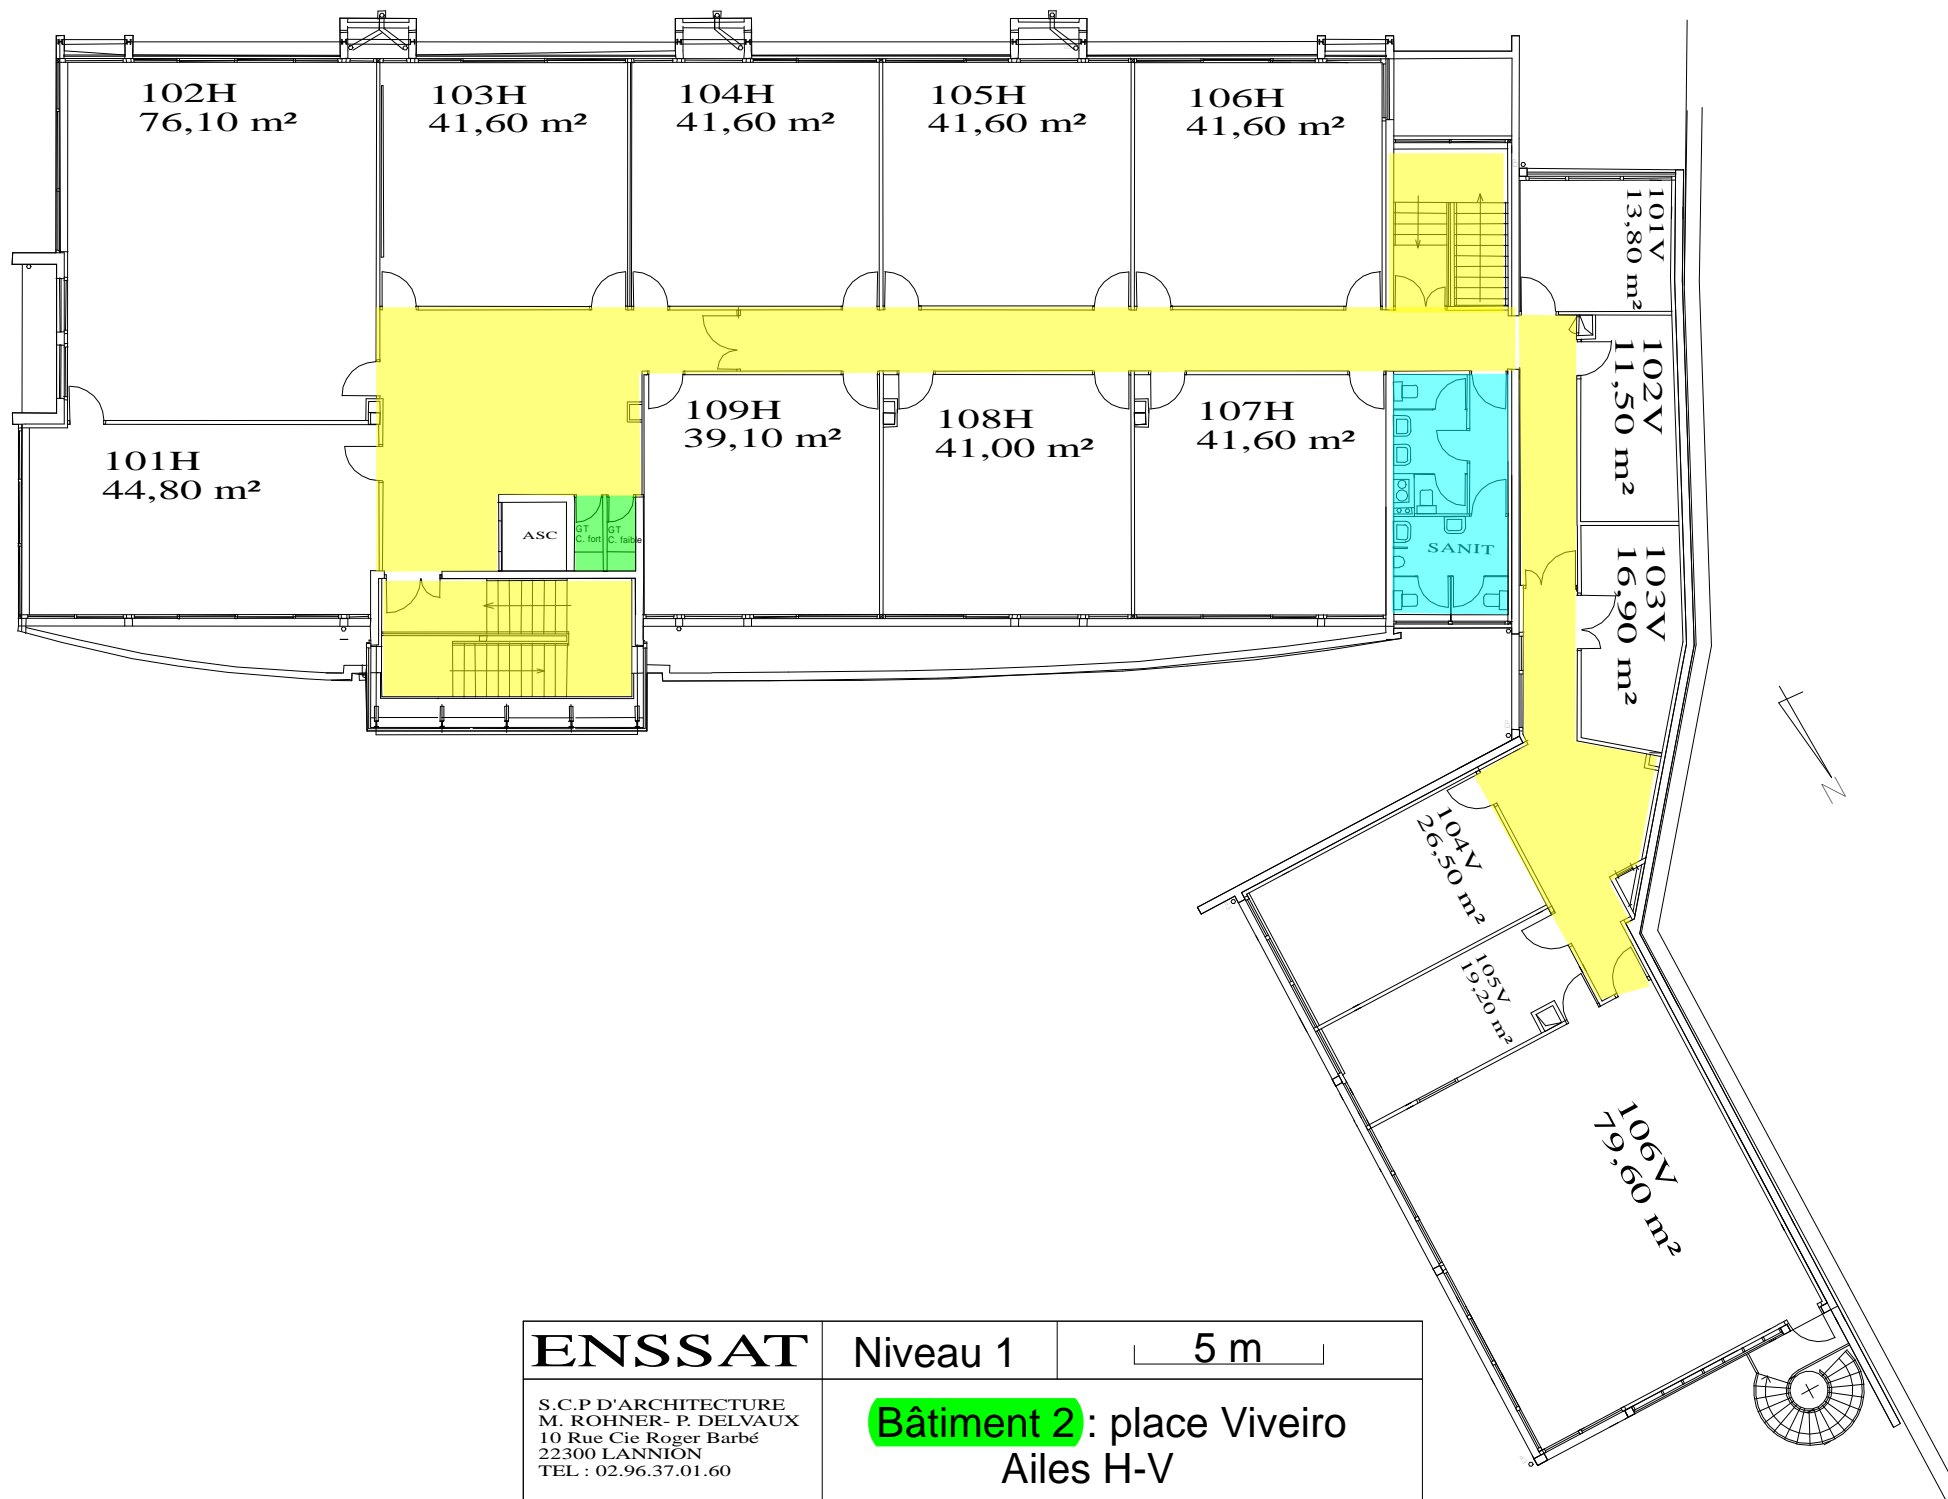 102H
76,10 m²
103H
41,60 m²
104H
41,60 m²
105H
41,60 m²
106H
41,60 m²
101V
13,80 m²
102V
11,50 m²
103V
16,90 m²
101H
44,80 m²
109H
39,10 m²
108H
41,00 m²
107H
41,60 m²
ASC
GT
C. fort
GT
C. faible
SANIT
N
104V
26,50 m²
105V
19,20 m²
106V
79,60 m²
ENSSAT
Niveau 1
5 m
S.C.P D'ARCHITECTURE
M. ROHNER- P. DELVAUX
10 Rue Cie Roger Barbé
22300 LANNION
TEL : 02.96.37.01.60
Bâtiment 2 : place Viveiro
Ailes H-V